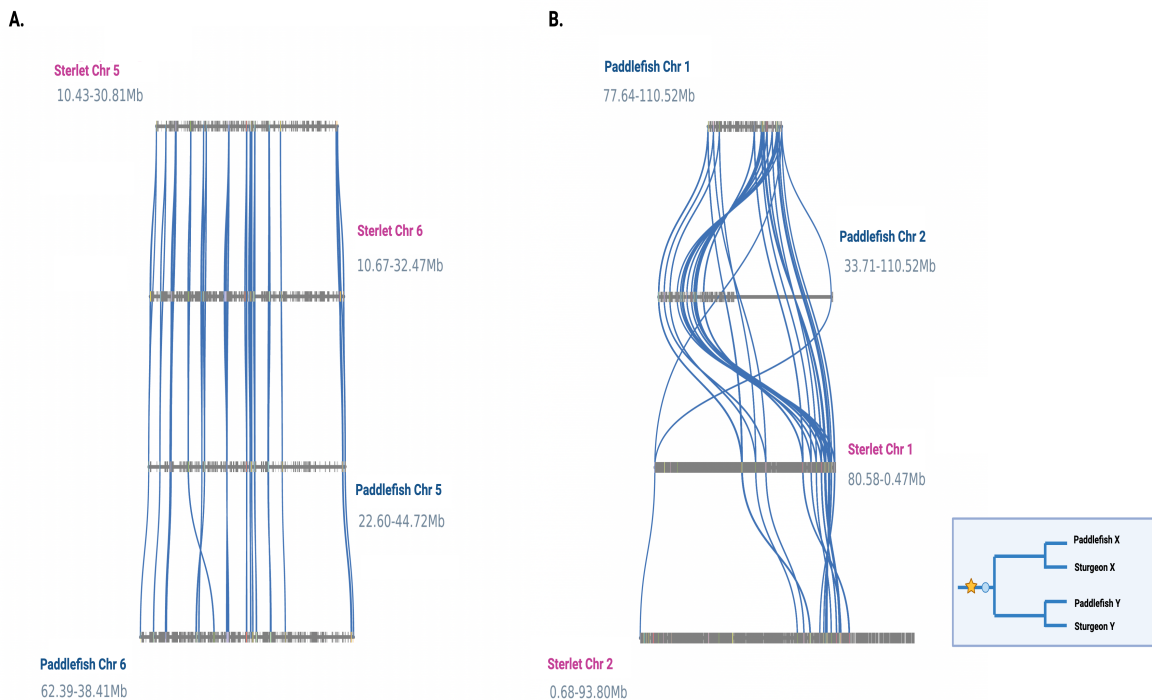 A.
Sterlet Chr 5
10.43-30.81Mb
Sterlet Chr 6
10.67-32.47Mb
Paddlefish Chr 5
22.60-44.72Mb
Paddlefish Chr 6
62.39-38.41Mb
B.
Paddlefish Chr 1
77.64-110.52Mb
Paddlefish Chr 2
33.71-110.52Mb
Sterlet Chr 1
80.58-0.47Mb
Sterlet Chr 2
0.68-93.80Mb
Paddlefish X
Sturgeon X
Paddlefish Y
Sturgeon Y